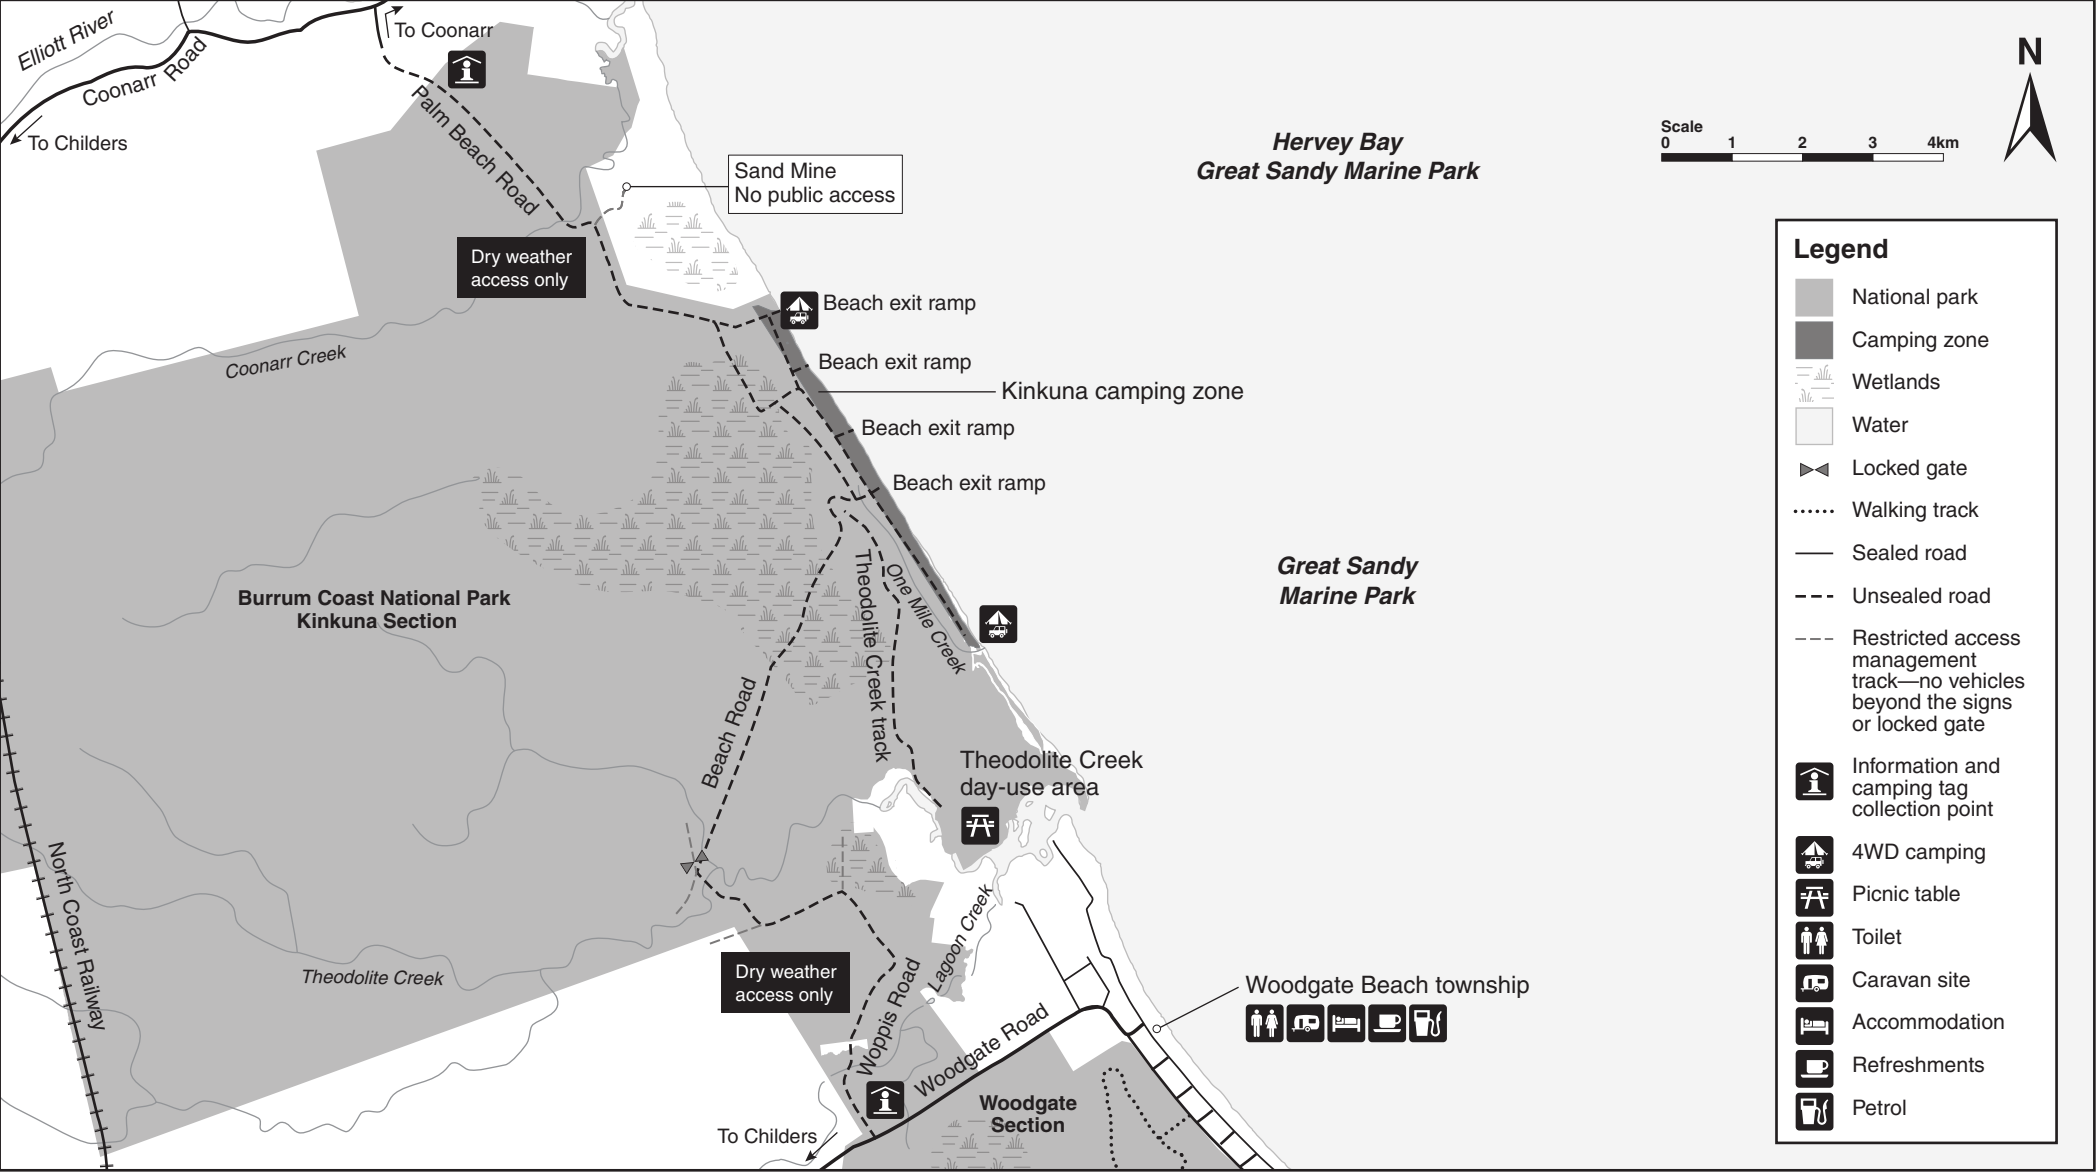 Elliott River
Coonarr Road
To Childers
To Coonarr
Palm Beach Road
Sand Mine
No public access
Dry weather
access only
Hervey Bay
Great Sandy Marine Park
Scale
0 1 2 3 4km
N
Beach exit ramp
Beach exit ramp
Kinkuna camping zone
Beach exit ramp
Beach exit ramp
Coonarr Creek
Great Sandy
Marine Park
Burrum Coast National Park
Kinkuna Section
Theodolite Creek track
One Mile Creek
Beach Road
Theodolite Creek
day-use area
North Coast Railway
Theodolite Creek
Dry weather
access only
Lagoon Creek
Woppis Road
Woodgate Road
Woodgate Beach township
Woodgate
Section
To Childers
Legend
National park
Camping zone
Wetlands
Water
Locked gate
Walking track
Sealed road
Unsealed road
Restricted access
management
track—no vehicles
beyond the signs
or locked gate
Information and
camping tag
collection point
4WD camping
Picnic table
Toilet
Caravan site
Accommodation
Refreshments
Petrol